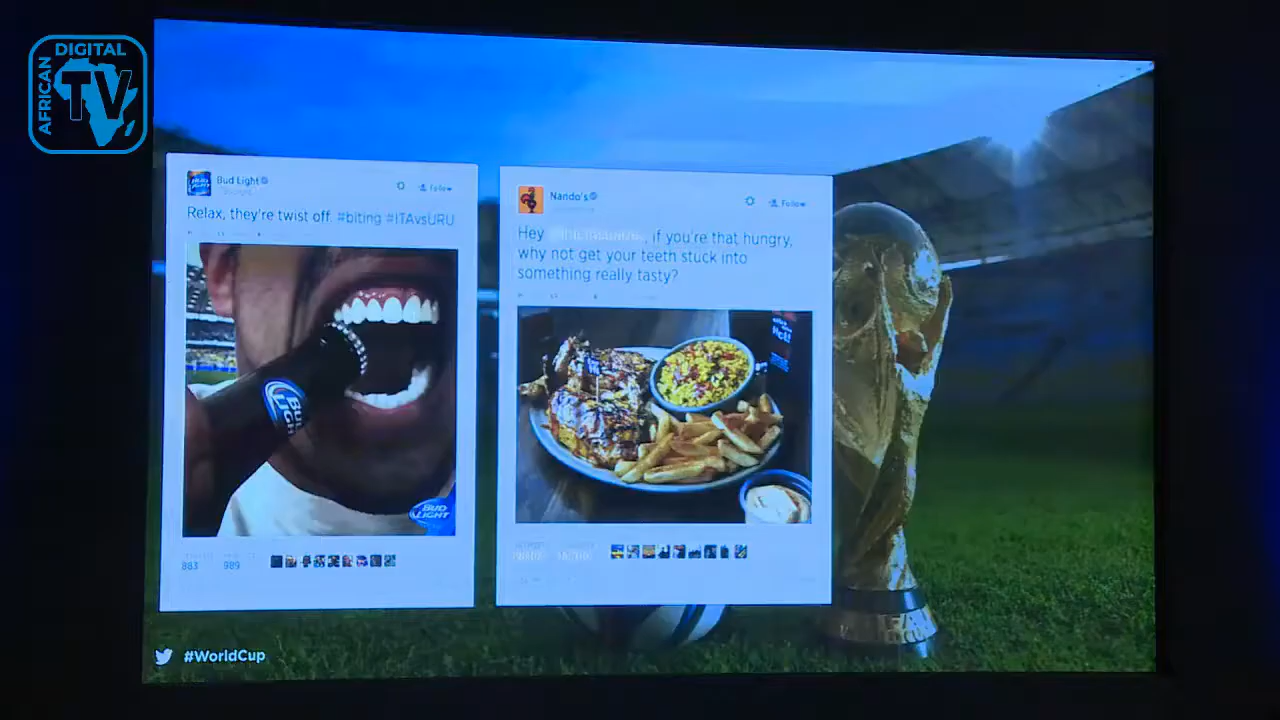 AFRICAN
DIGITAL
TV
Bud Light
Follow
Relax, they're twist off. #biting #ITAvsURU
BUD
LIGHT
BUD
LIGHT
883
989
Nando's
Follow
Hey
, if you're that hungry,
why not get your teeth stuck into
something really tasty?
#WorldCup